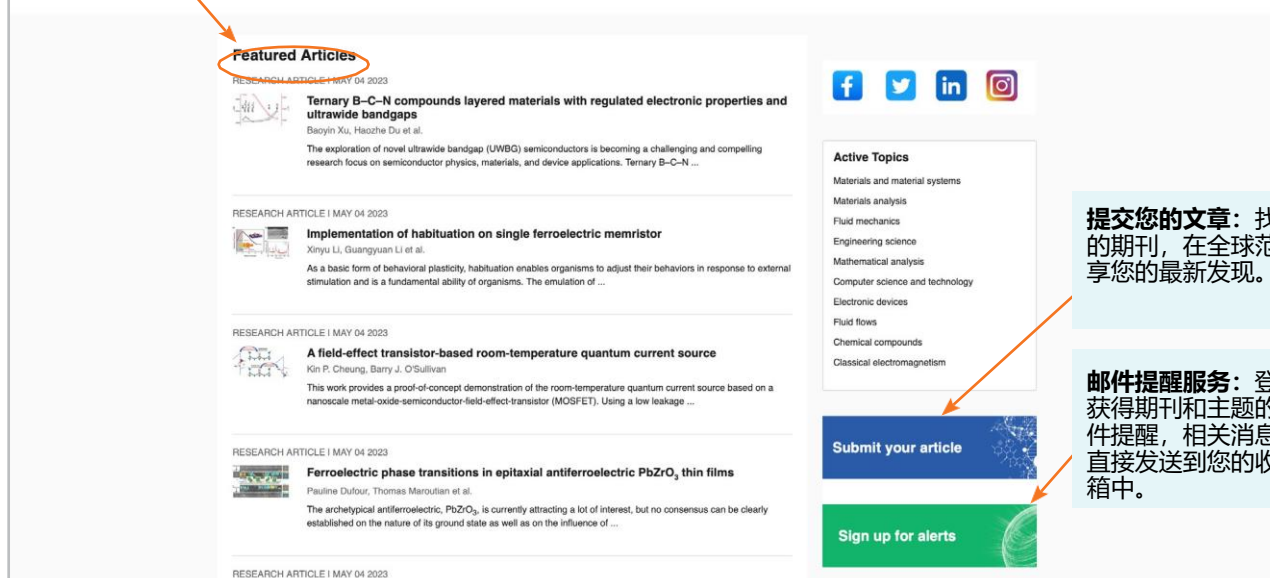 Featured Articles
RESEARCH ARTICLE | MAY 04 2023
Ternary B–C–N compounds layered materials with regulated electronic properties and
ultrawide bandgaps
Baoyin Xu, Haozhe Du et al.
The exploration of novel ultrawide bandgap (UWBG) semiconductors is becoming a challenging and compelling
research focus on semiconductor physics, materials, and device applications. Ternary B–C–N ...
RESEARCH ARTICLE | MAY 04 2023
Implementation of habituation on single ferroelectric memristor
Xinyu Li, Guangyuan Li et al.
As a basic form of behavioral plasticity, habituation enables organisms to adjust their behaviors in response to external
stimulation and is a fundamental ability of organisms. The emulation of ...
RESEARCH ARTICLE | MAY 04 2023
A field-effect transistor-based room-temperature quantum current source
Kin P. Cheung, Barry J. O'Sullivan
This work provides a proof-of-concept demonstration of the room-temperature quantum current source based on a
nanoscale metal-oxide-semiconductor-field-effect-transistor (MOSFET). Using a low leakage ...
RESEARCH ARTICLE | MAY 04 2023
Ferroelectric phase transitions in epitaxial antiferroelectric PbZrO₃ thin films
Pauline Dufour, Thomas Maroutian et al.
The archetypical antiferroelectric, PbZrO₃, is currently attracting a lot of interest, but no consensus can be clearly
established on the nature of its ground state as well as on the influence of ...
RESEARCH ARTICLE | MAY 04 2023
Active Topics
Materials and material systems
Materials analysis
Fluid mechanics
Engineering science
Mathematical analysis
Computer science and technology
Electronic devices
Fluid flows
Chemical compounds
Classical electromagnetism
Submit your article
Sign up for alerts
提交您的文章：找
的期刊，在全球范
享您的最新发现。
邮件提醒服务：登
获得期刊和主题的
件提醒，相关消息
直接发送到您的收
箱中。